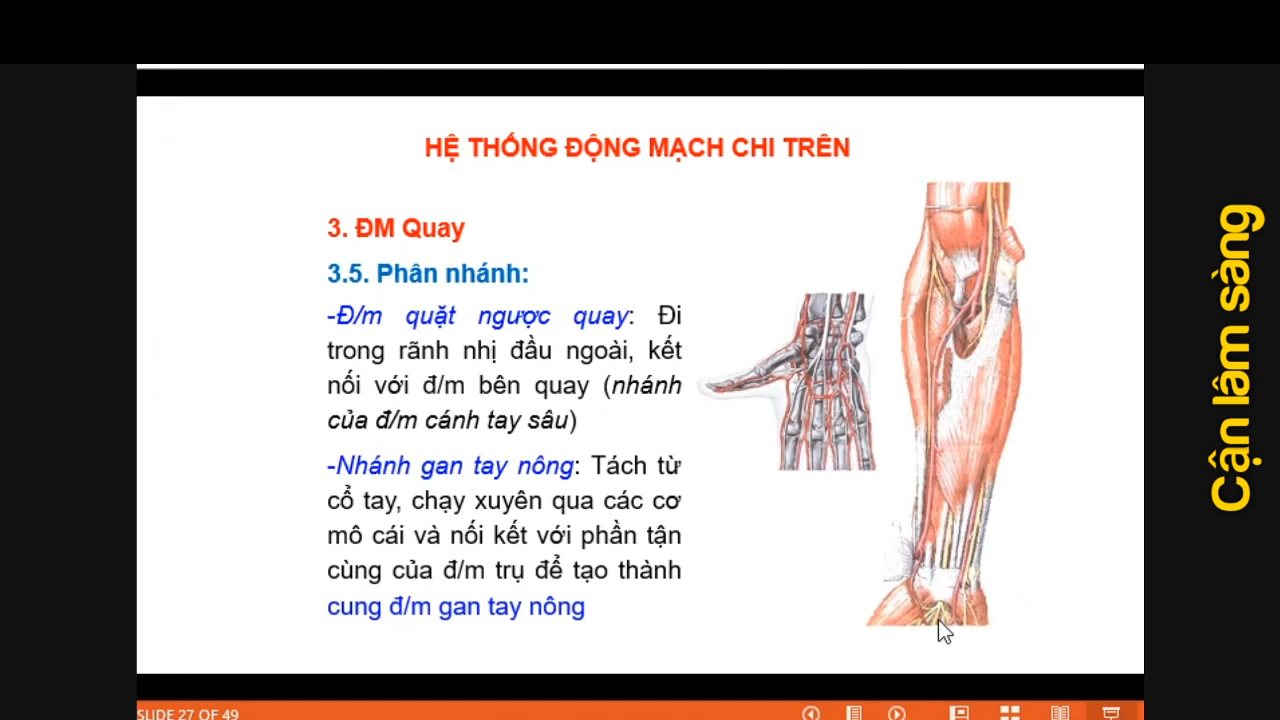 HỆ THỐNG ĐỘNG MẠCH CHI TRÊN
3. ĐM Quay
3.5. Phân nhánh:
-Đ/m quặt ngược quay: Đi
trong rãnh nhị đầu ngoài, kết
nối với đ/m bên quay (nhánh
của đ/m cánh tay sâu)
-Nhánh gan tay nông: Tách từ
cổ tay, chạy xuyên qua các cơ
mô cái và nối kết với phần tận
cùng của đ/m trụ để tạo thành
cung đ/m gan tay nông
Cận lâm sàng
SLIDE 27 OF 49